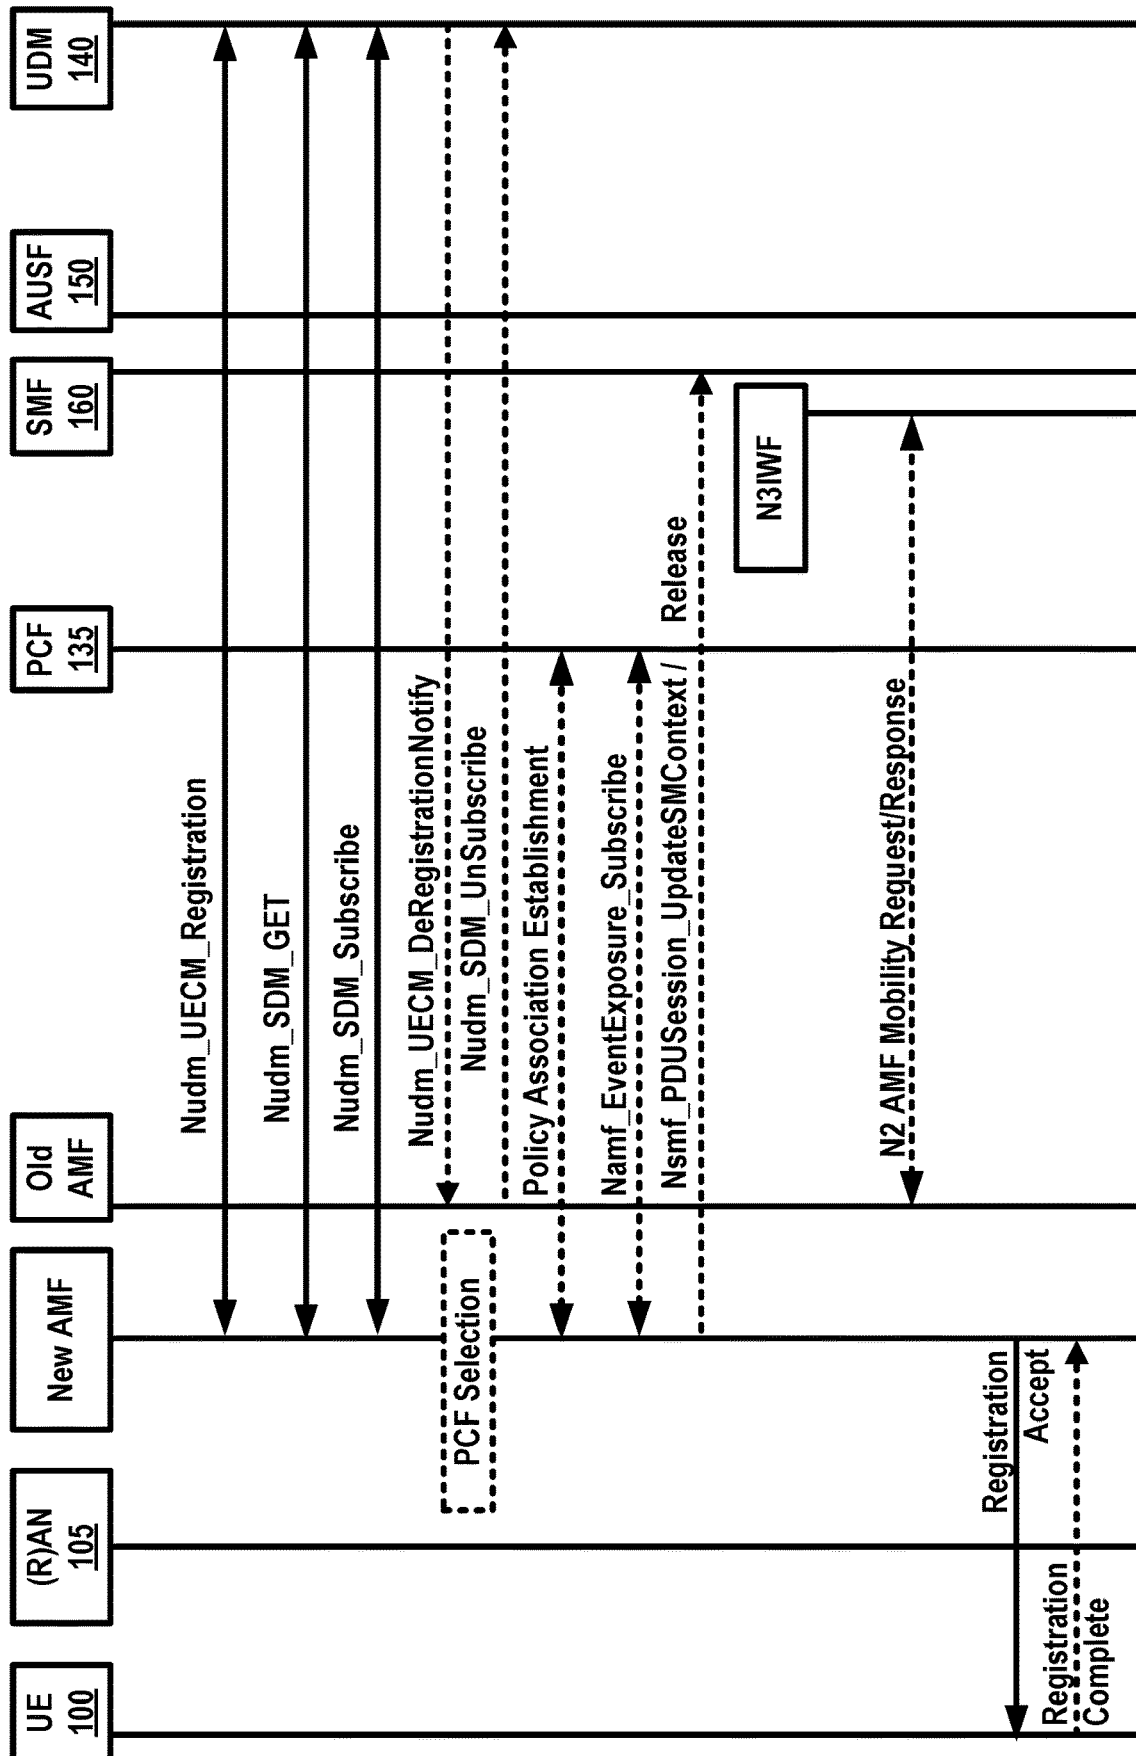 UE
100
(R)AN
105
New AMF
Old
AMF
PCF
135
SMF
160
AUSF
150
UDM
140
Nudm_UECM_Registration
Nudm_SDM_GET
Nudm_SDM_Subscribe
Nudm_UECM_DeRegistrationNotify
PCF Selection
Nudm_SDM_UnSubscribe
Policy Association Establishment
Namf_EventExposure_Subscribe
Nsmf_PDUSession_UpdateSMContext / Release
N3IWF
N2 AMF Mobility Request/Response
Registration
Accept
Registration
Complete